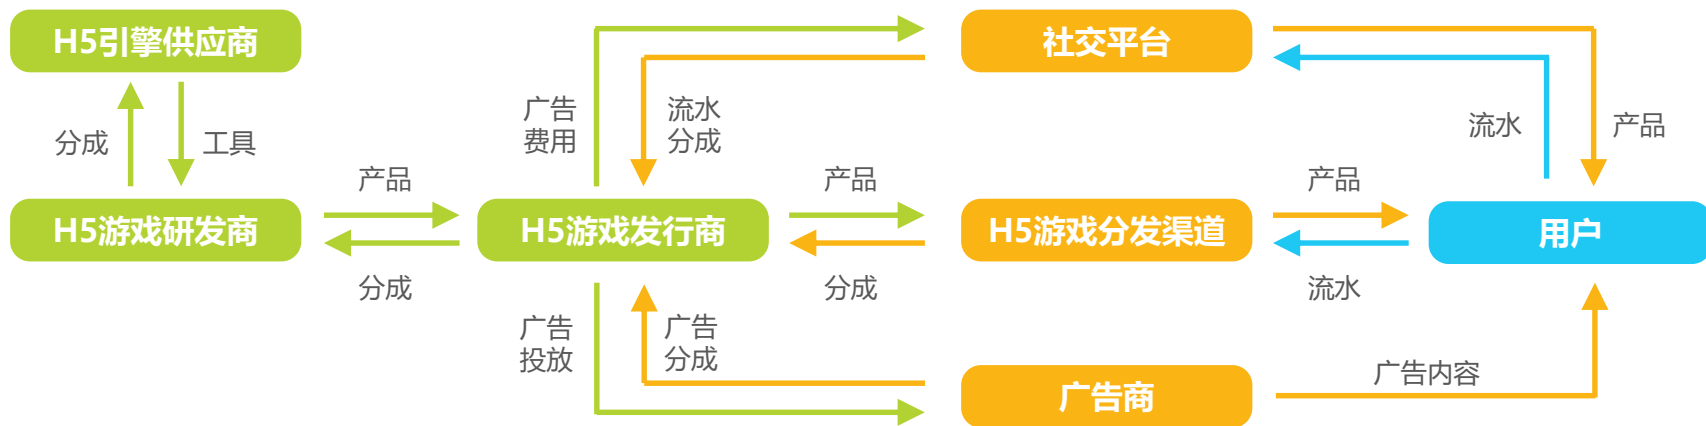 H5引擎供应商
社交平台
广告
费用
流水
分成
分成
工具
流水
产品
产品
产品
产品
H5游戏研发商
H5游戏发行商
H5游戏分发渠道
用户
分成
分成
流水
广告
投放
广告
分成
广告内容
广告商